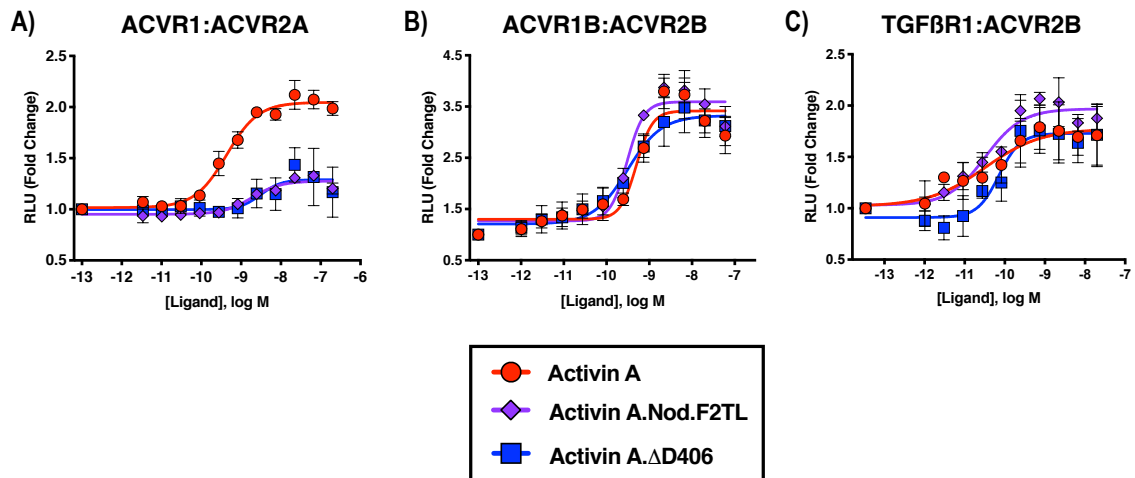 A) ACVR1:ACVR2A
B) ACVR1B:ACVR2B
C) TGFßR1:ACVR2B
RLU (Fold Change)
2.5
2.0
1.5
1.0
0.5
-13 -12 -11 -10 -9 -8 -7 -6
[Ligand], log M
RLU (Fold Change)
4.5
3.5
2.5
1.5
0.5
-13 -12 -11 -10 -9 -8 -7
[Ligand], log M
RLU (Fold Change)
2.5
2.0
1.5
1.0
0.5
-13 -12 -11 -10 -9 -8 -7
[Ligand], log M
Activin A
Activin A.Nod.F2TL
Activin A.ΔD406